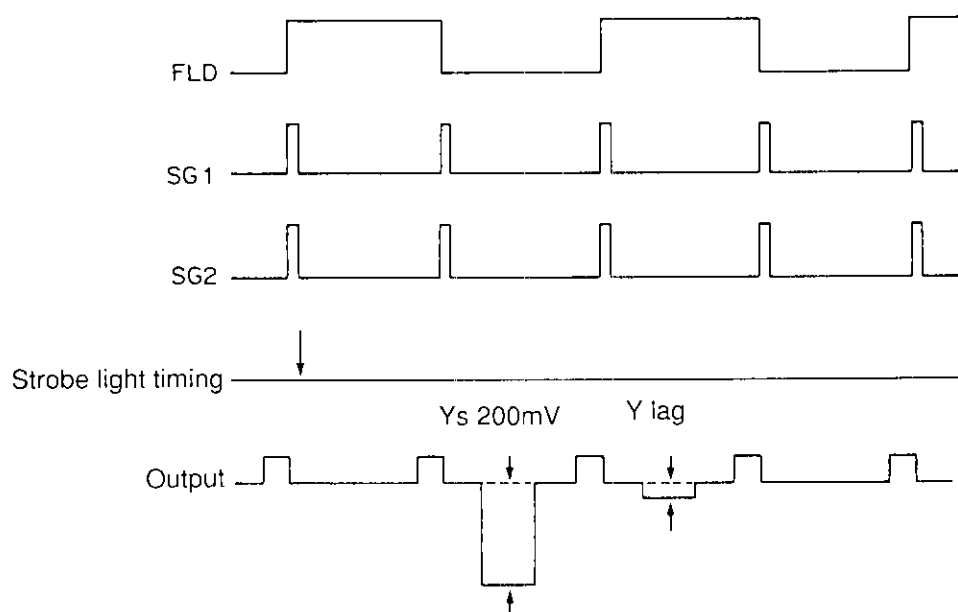 FLD
SG1
SG2
Strobe light timing
Ys 200mV Y lag
Output